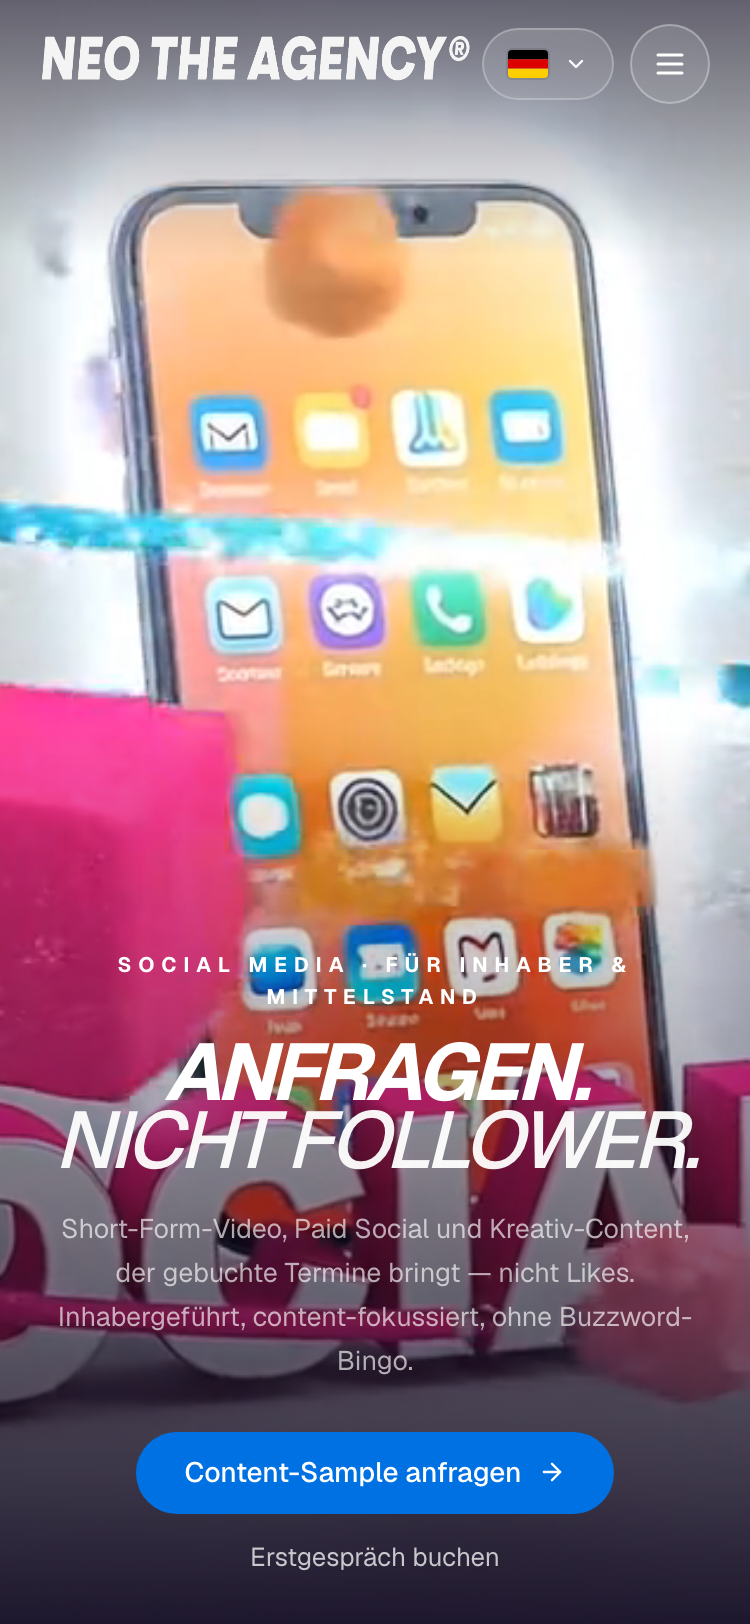 NEO THE AGENCY®
SOCIAL MEDIA · FÜR INHABER &
MITTELSTAND
ANFRAGEN.
NICHT FOLLOWER.
Short-Form-Video, Paid Social und Kreativ-Content,
der gebuchte Termine bringt — nicht Likes.
Inhabergeführt, content-fokussiert, ohne Buzzword-
Bingo.
Content-Sample anfragen →
Erstgespräch buchen